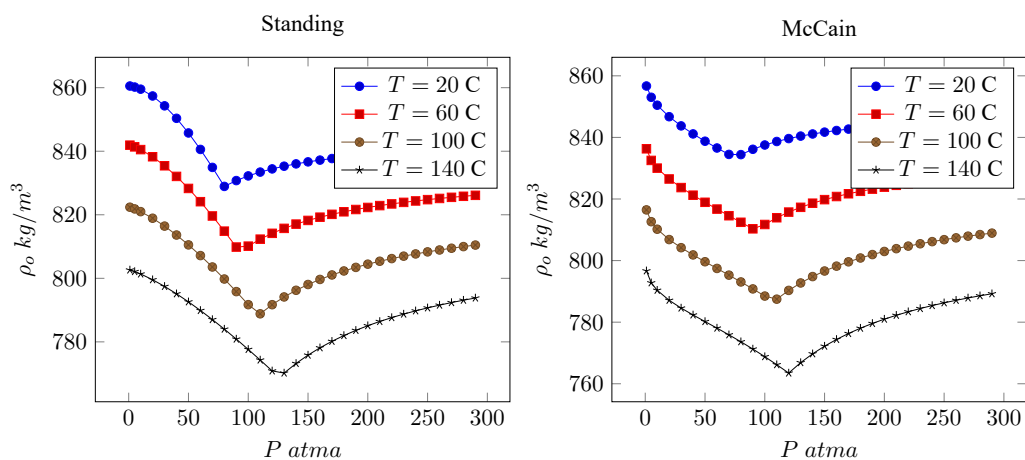 Standing
860
840
820
800
780
0
50
100
150
200
250
300
P atma
ρₒ kg/m³
T = 20 C
T = 60 C
T = 100 C
T = 140 C
McCain
860
840
820
800
780
760
0
50
100
150
200
250
300
P atma
ρₒ kg/m³
T = 20 C
T = 60 C
T = 100 C
T = 140 C